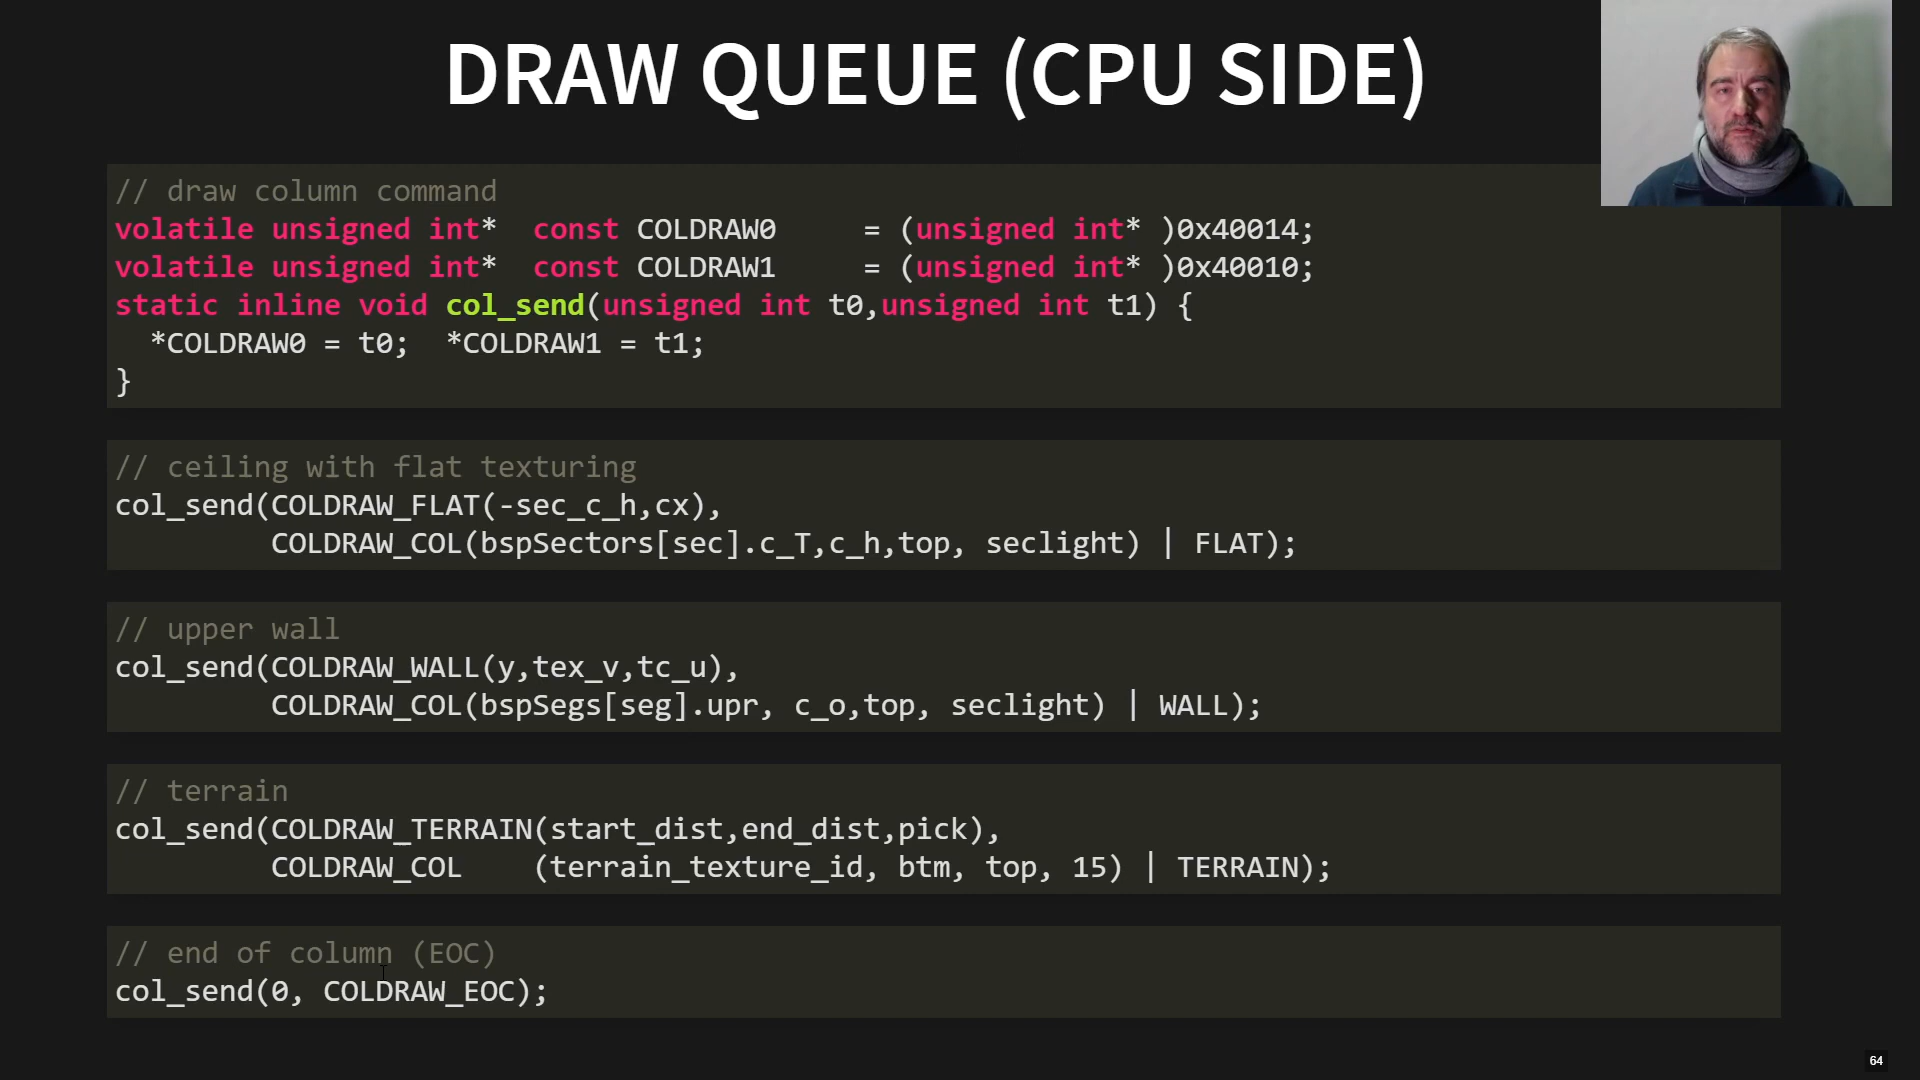 DRAW QUEUE (CPU SIDE)
// draw column command
volatile unsigned int*  const COLDRAW0     = (unsigned int* )0x40014;
volatile unsigned int*  const COLDRAW1     = (unsigned int* )0x40010;
static inline void col_send(unsigned int t0,unsigned int t1) {
  *COLDRAW0 = t0;  *COLDRAW1 = t1;
}
// ceiling with flat texturing
col_send(COLDRAW_FLAT(-sec_c_h,cx),
         COLDRAW_COL(bspSectors[sec].c_T,c_h,top, seclight) | FLAT);
// upper wall
col_send(COLDRAW_WALL(y,tex_v,tc_u),
         COLDRAW_COL(bspSegs[seg].upr, c_o,top, seclight) | WALL);
// terrain
col_send(COLDRAW_TERRAIN(start_dist,end_dist,pick),
         COLDRAW_COL    (terrain_texture_id, btm, top, 15) | TERRAIN);
// end of column (EOC)
col_send(0, COLDRAW_EOC);
64